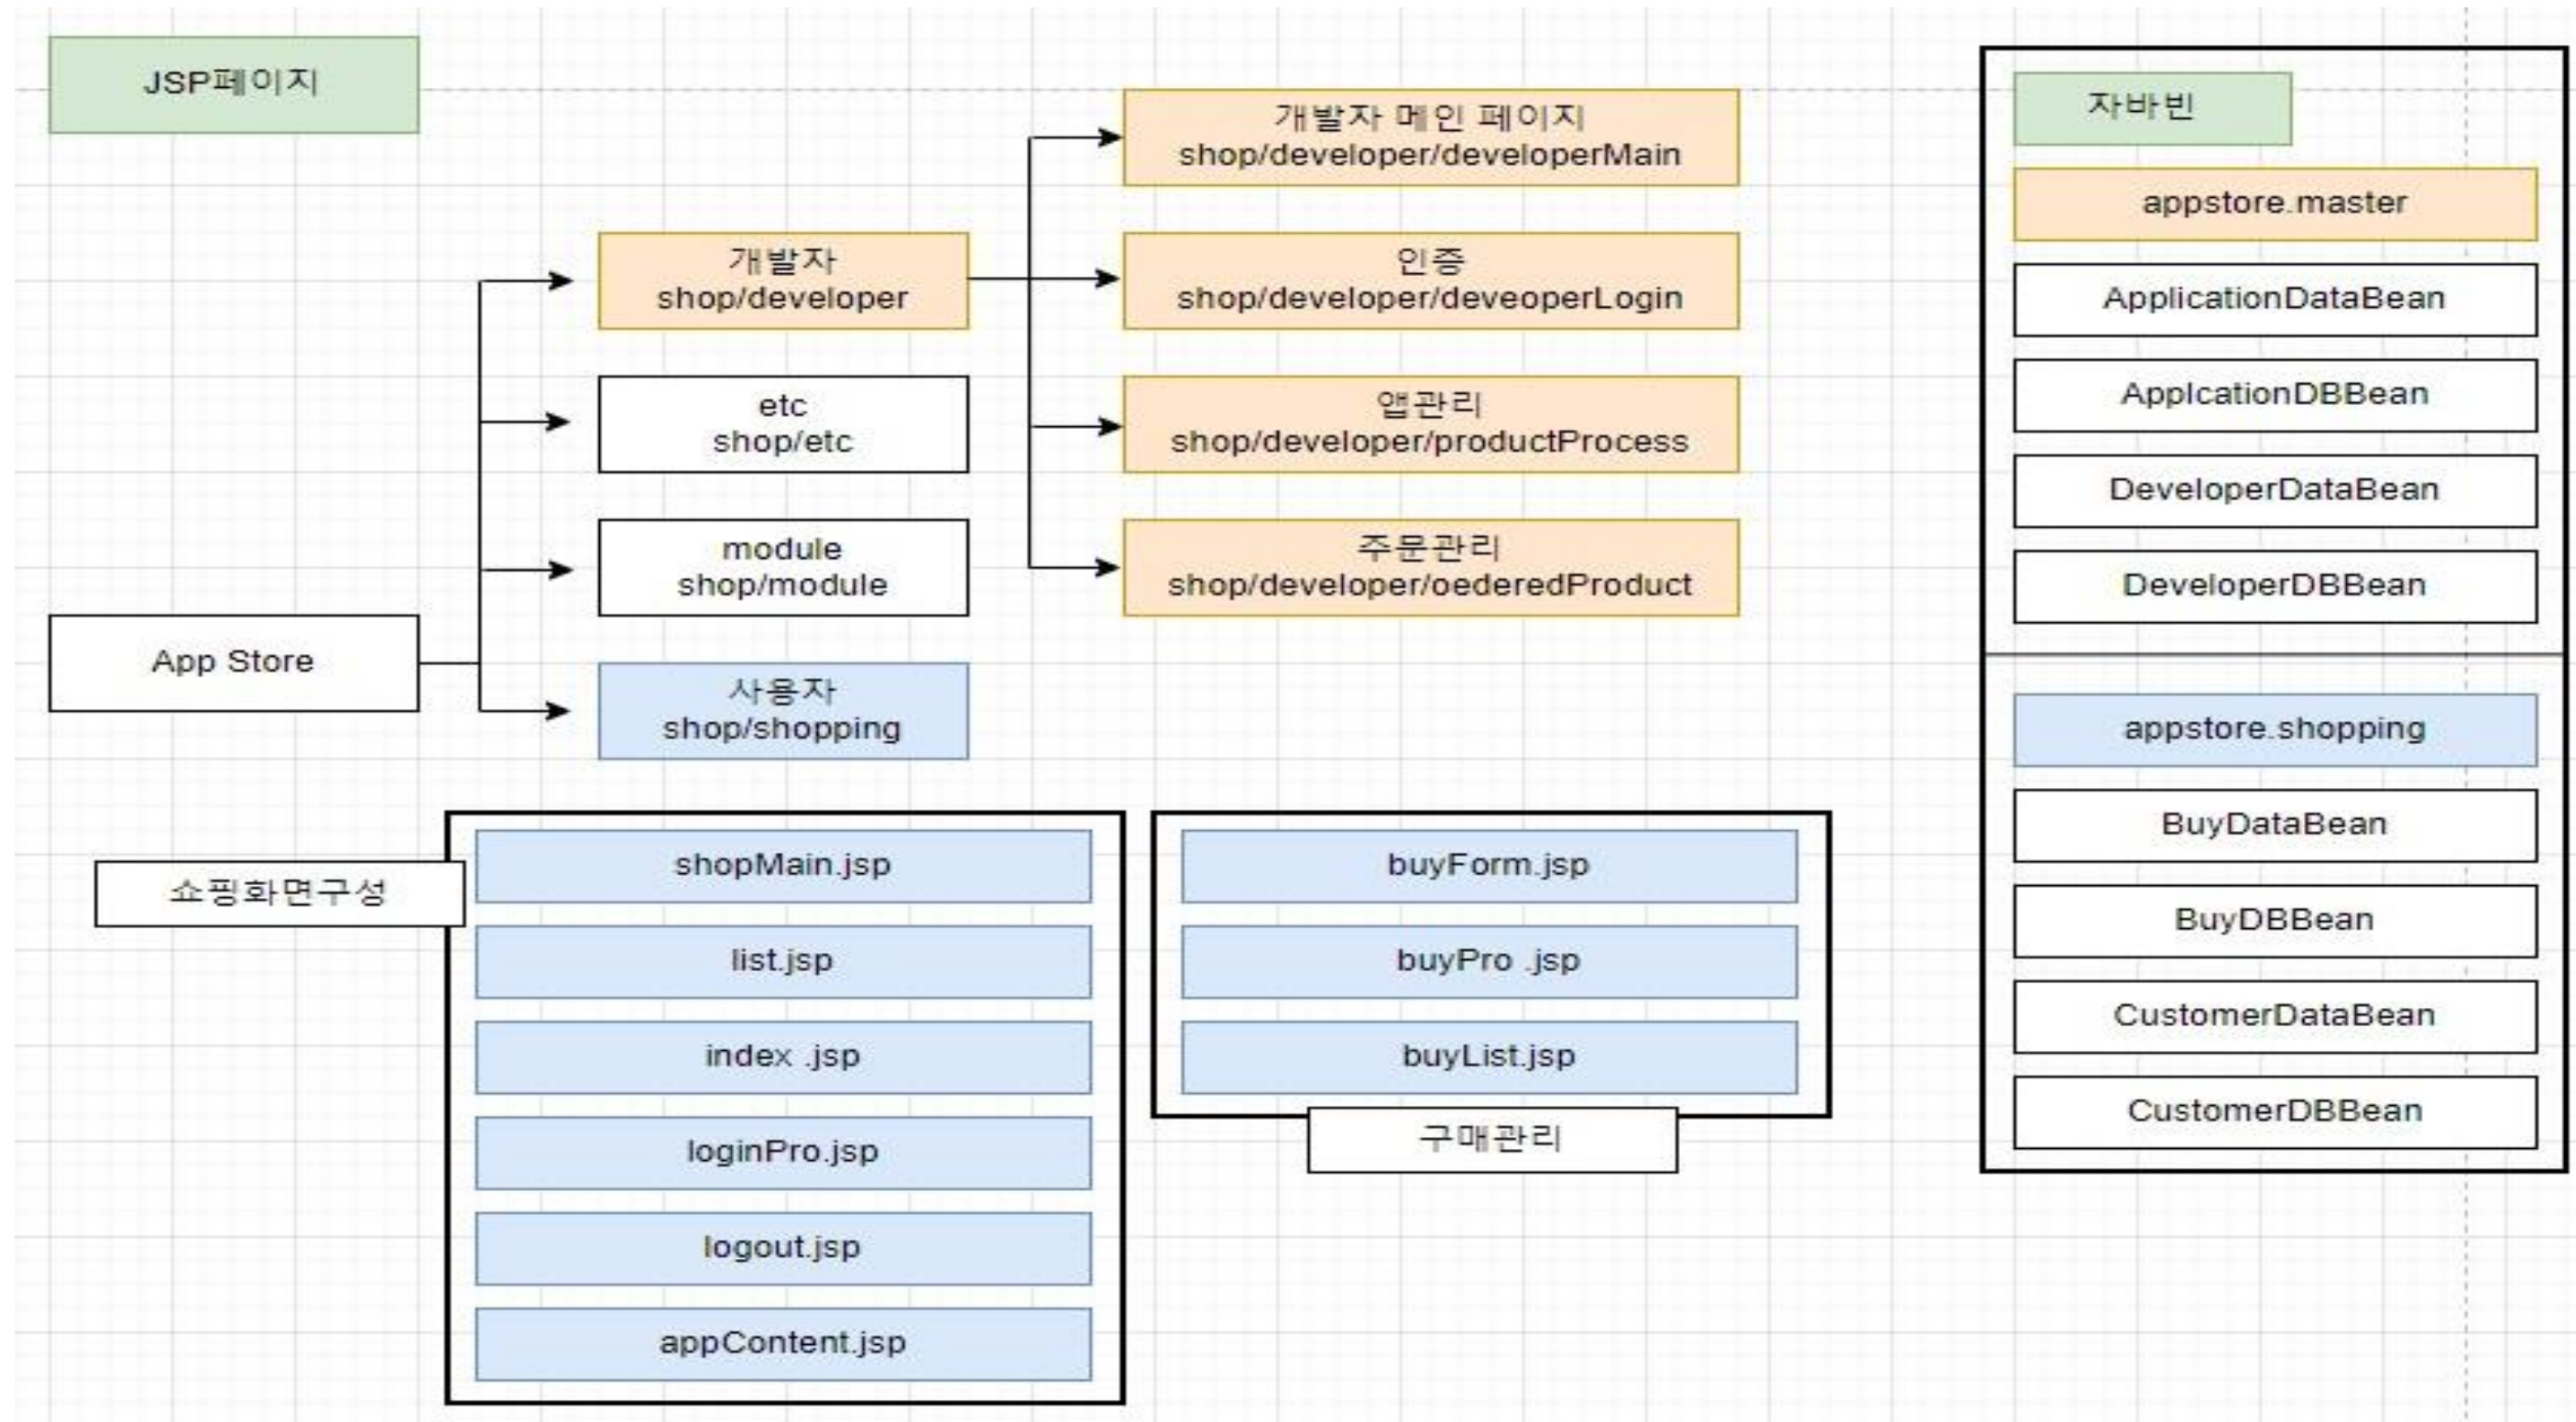 JSP페이지
App Store
개발자
shop/developer
etc
shop/etc
module
shop/module
사용자
shop/shopping
개발자 메인 페이지
shop/developer/developerMain
인증
shop/developer/deveoperLogin
앱관리
shop/developer/productProcess
주문관리
shop/developer/oederedProduct
쇼핑화면구성
shopMain.jsp
list.jsp
index .jsp
loginPro.jsp
logout.jsp
appContent.jsp
buyForm.jsp
buyPro .jsp
buyList.jsp
구매관리
자바빈
appstore.master
ApplicationDataBean
ApplcationDBBean
DeveloperDataBean
DeveloperDBBean
appstore.shopping
BuyDataBean
BuyDBBean
CustomerDataBean
CustomerDBBean